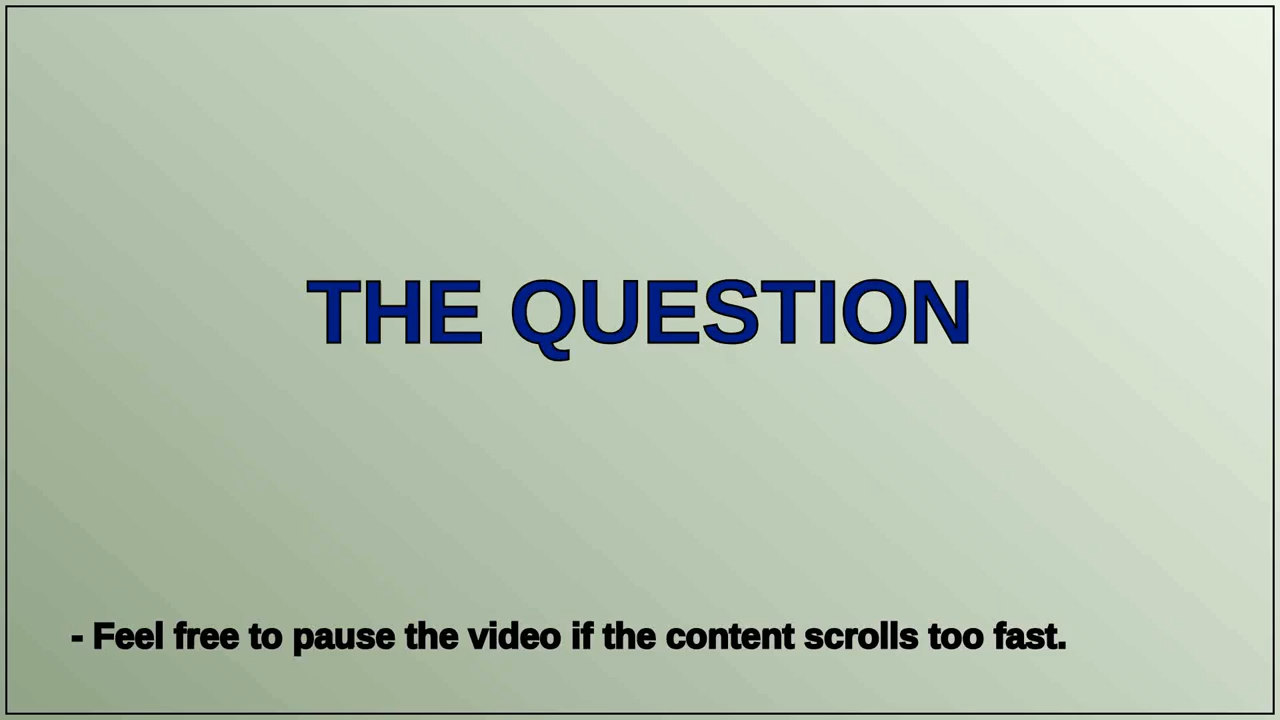 THE QUESTION
- Feel free to pause the video if the content scrolls too fast.